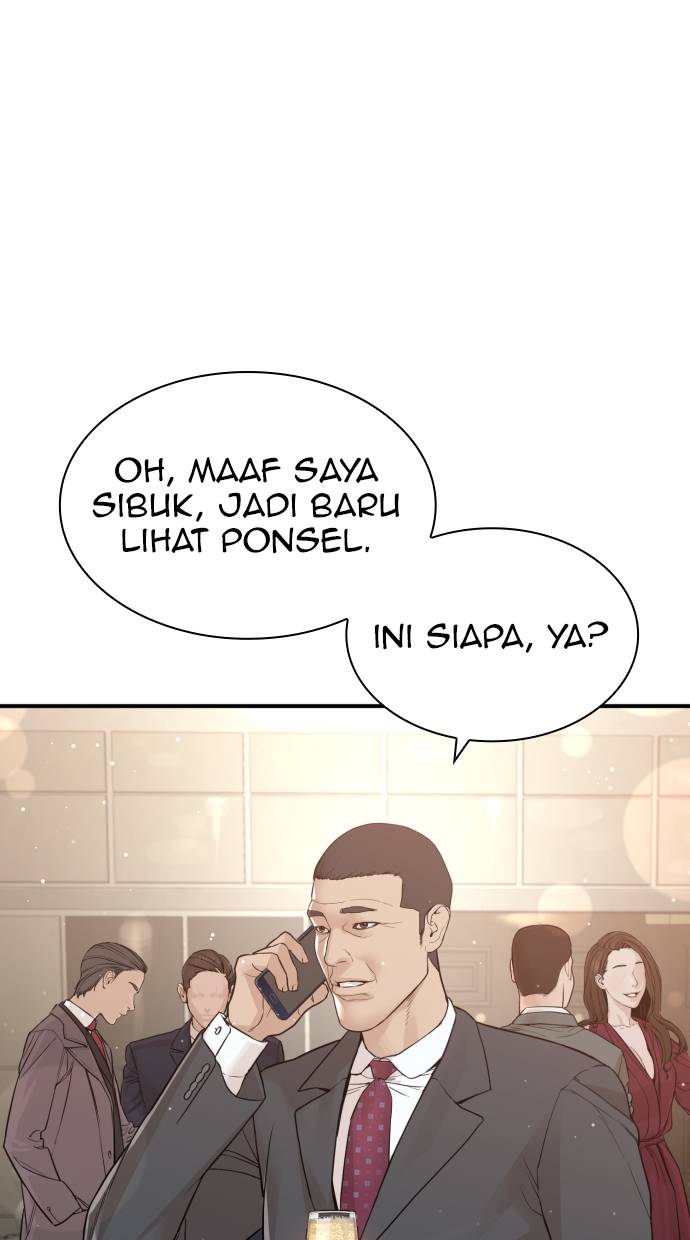 OH, MAAF SAYA
SIBUK, JADI BARU
LIHAT PONSEL.
INI SIAPA, YA?